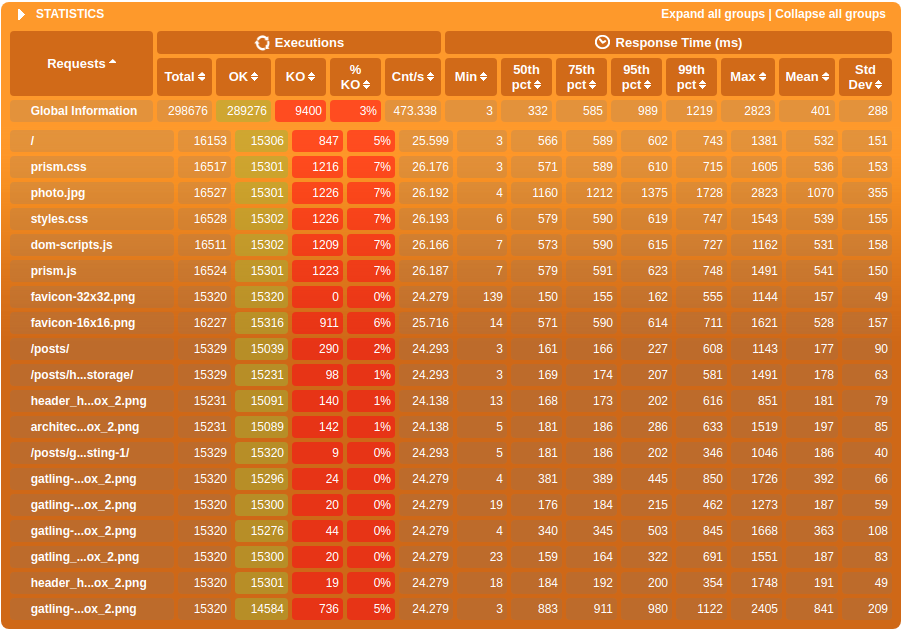 STATISTICS Expand all groups | Collapse all groups
Requests Executions Response Time (ms)
Total OK KO % KO Cnt/s Min 50th pct 75th pct 95th pct 99th pct Max Mean Std Dev
Global Information 298676 289276 9400 3% 473.338 3 332 585 989 1219 2823 401 288
/ 16153 15306 847 5% 25.599 3 566 589 602 743 1381 532 151
prism.css 16517 15301 1216 7% 26.176 3 571 589 610 715 1605 536 153
photo.jpg 16527 15301 1226 7% 26.192 4 1160 1212 1375 1728 2823 1070 355
styles.css 16528 15302 1226 7% 26.193 6 579 590 619 747 1543 539 155
dom-scripts.js 16511 15302 1209 7% 26.166 7 573 590 615 727 1162 531 158
prism.js 16524 15301 1223 7% 26.187 7 579 591 623 748 1491 541 150
favicon-32x32.png 15320 15320 0 0% 24.279 139 150 155 162 555 1144 157 49
favicon-16x16.png 16227 15316 911 6% 25.716 14 571 590 614 711 1621 528 157
/posts/ 15329 15039 290 2% 24.293 3 161 166 227 608 1143 177 90
/posts/h...storage/ 15329 15231 98 1% 24.293 3 169 174 207 581 1491 178 63
header_h...ox_2.png 15231 15091 140 1% 24.138 13 168 173 202 616 851 181 79
architec...ox_2.png 15231 15089 142 1% 24.138 5 181 186 286 633 1519 197 85
/posts/g...sting-1/ 15329 15320 9 0% 24.293 5 181 186 202 346 1046 186 40
gatling-...ox_2.png 15320 15296 24 0% 24.279 4 381 389 445 850 1726 392 66
gatling-...ox_2.png 15320 15300 20 0% 24.279 19 176 184 215 462 1273 187 59
gatling-...ox_2.png 15320 15276 44 0% 24.279 4 340 345 503 845 1668 363 108
gatling_...ox_2.png 15320 15300 20 0% 24.279 23 159 164 322 691 1551 187 83
header_h...ox_2.png 15320 15301 19 0% 24.279 18 184 192 200 354 1748 191 49
gatling-...ox_2.png 15320 14584 736 5% 24.279 3 883 911 980 1122 2405 841 209